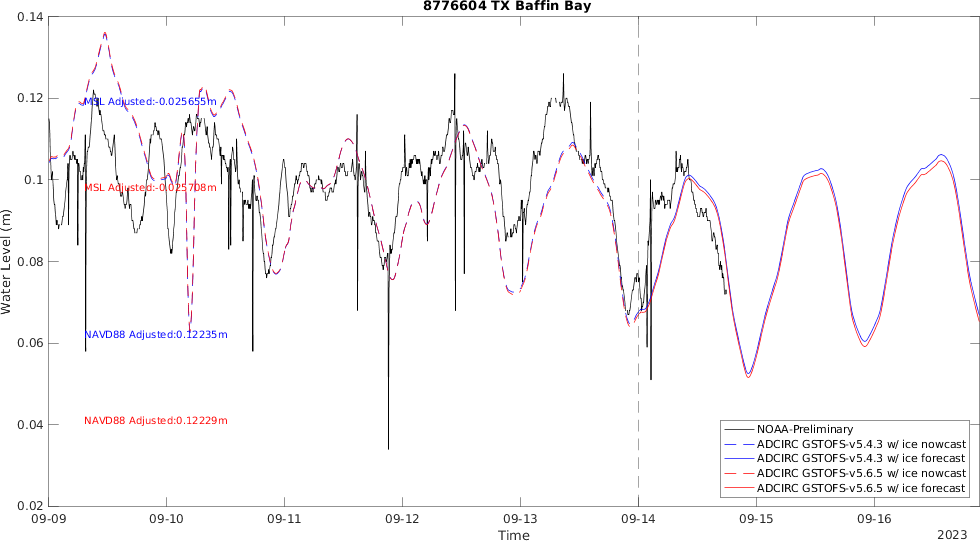 8776604 TX Baffin Bay
0.14
0.12
0.1
0.08
0.06
0.04
0.02
Water Level (m)
MSL Adjusted:-0.025655m
MSL Adjusted:-0.025708m
NAVD88 Adjusted:0.12235m
NAVD88 Adjusted:0.12229m
NOAA-Preliminary
ADCIRC GSTOFS-v5.4.3 w/ ice nowcast
ADCIRC GSTOFS-v5.4.3 w/ ice forecast
ADCIRC GSTOFS-v5.6.5 w/ ice nowcast
ADCIRC GSTOFS-v5.6.5 w/ ice forecast
09-09 09-10 09-11 09-12 09-13 09-14 09-15 09-16
Time
2023